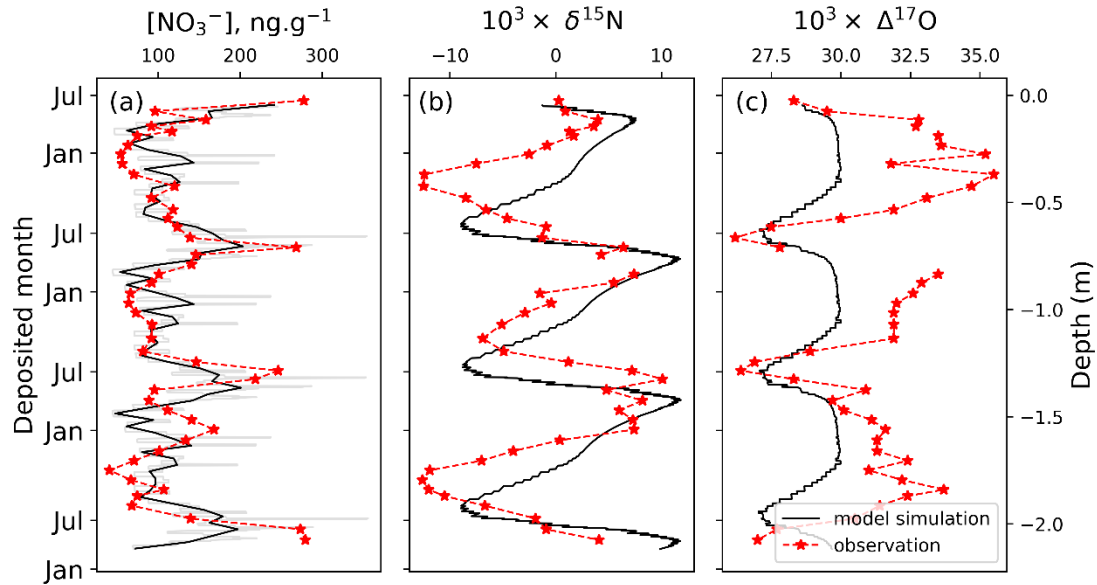 [NO₃⁻], ng.g⁻¹
10³ × δ¹⁵N
10³ × Δ¹⁷O
100 200 300
−10 0 10
27.5 30.0 32.5 35.0
(a)
(b)
(c)
Jul
Jan
Jul
Jan
Jul
Jan
Jul
Jan
Deposited month
0.0
−0.5
−1.0
−1.5
−2.0
Depth (m)
model simulation
observation